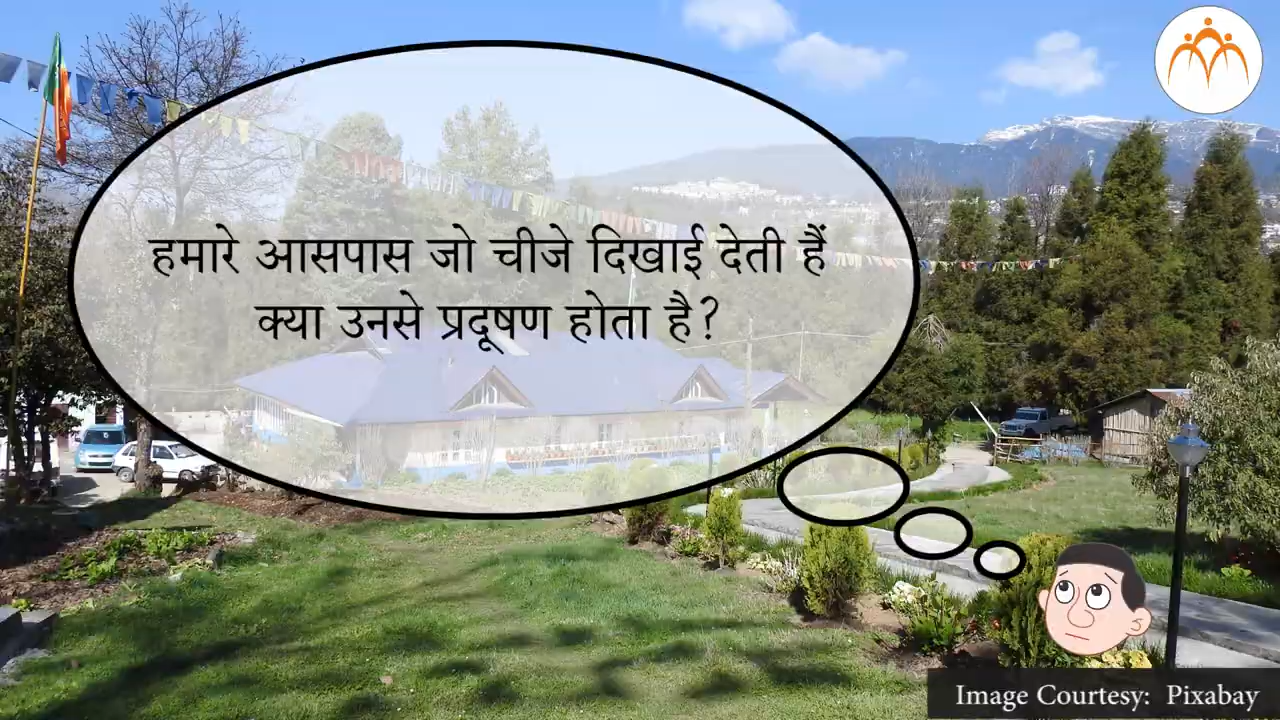 हमारे आसपास जो चीजे दिखाई देती हैं
क्या उनसे प्रदूषण होता है?
Image Courtesy: Pixabay